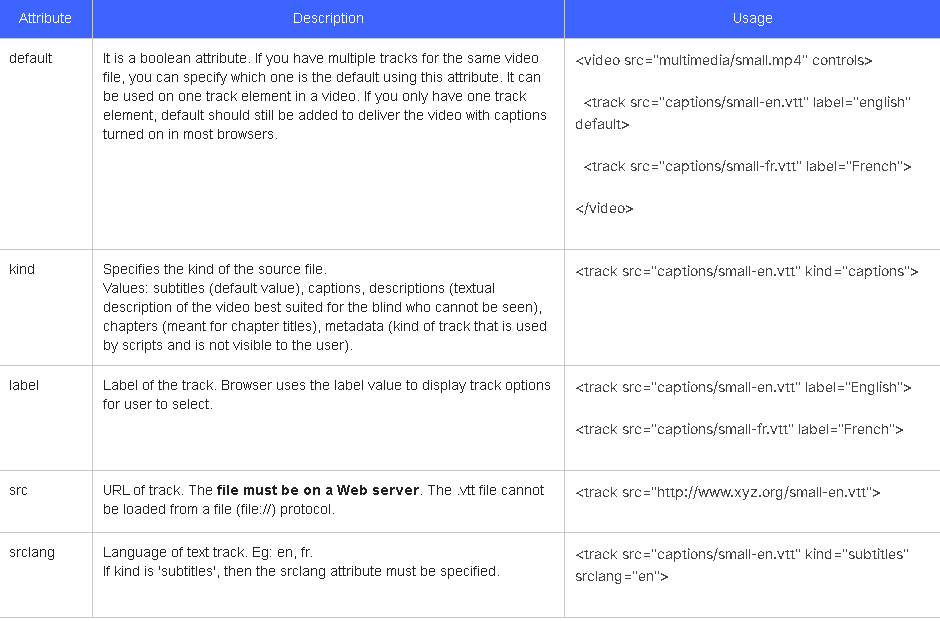 Attribute Description Usage
default
It is a boolean attribute. If you have multiple tracks for the same video
file, you can specify which one is the default using this attribute. It can
be used on one track element in a video. If you only have one track
element, default should still be added to deliver the video with captions
turned on in most browsers.
<video src="multimedia/small.mp4" controls>
<track src="captions/small-en.vtt" label="english"
default>
<track src="captions/small-fr.vtt" label="French">
</video>
kind
Specifies the kind of the source file.
Values: subtitles (default value), captions, descriptions (textual
description of the video best suited for the blind who cannot be seen),
chapters (meant for chapter titles), metadata (kind of track that is used
by scripts and is not visible to the user).
<track src="captions/small-en.vtt" kind="captions">
label
Label of the track. Browser uses the label value to display track options
for user to select.
<track src="captions/small-en.vtt" label="English">
<track src="captions/small-fr.vtt" label="French">
src
URL of track. The file must be on a Web server. The .vtt file cannot
be loaded from a file (file://) protocol.
<track src="http://www.xyz.org/small-en.vtt">
srclang
Language of text track. Eg: en, fr.
If kind is 'subtitles', then the srclang attribute must be specified.
<track src="captions/small-en.vtt" kind="subtitles"
srclang="en">